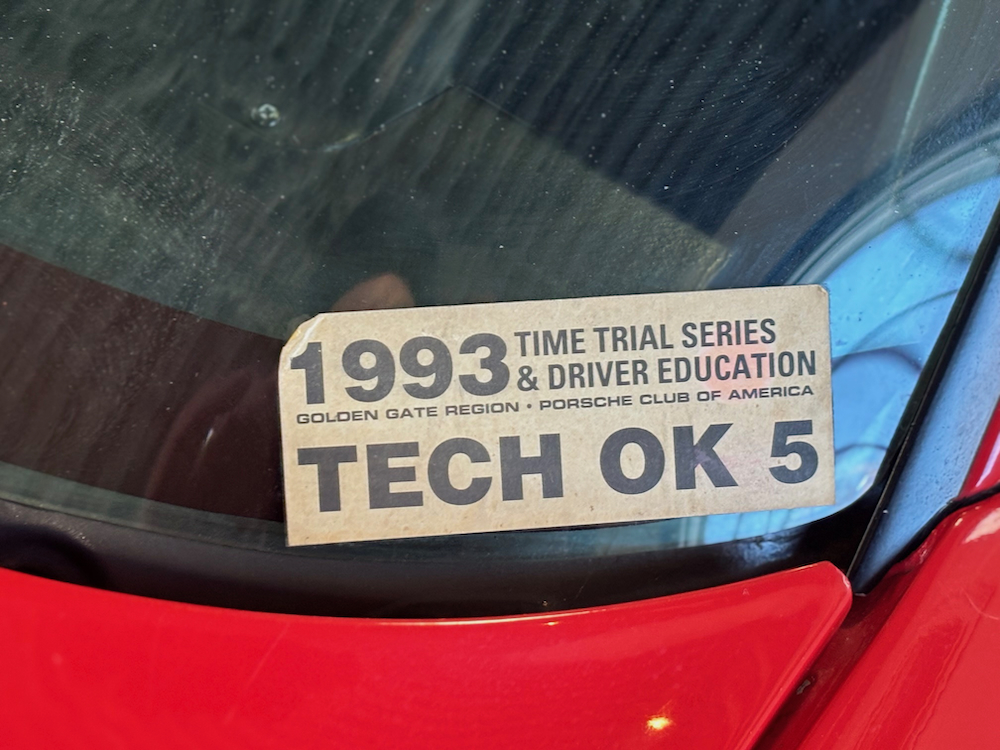 1993 TIME TRIAL SERIES
& DRIVER EDUCATION
GOLDEN GATE REGION • PORSCHE CLUB OF AMERICA
TECH OK 5